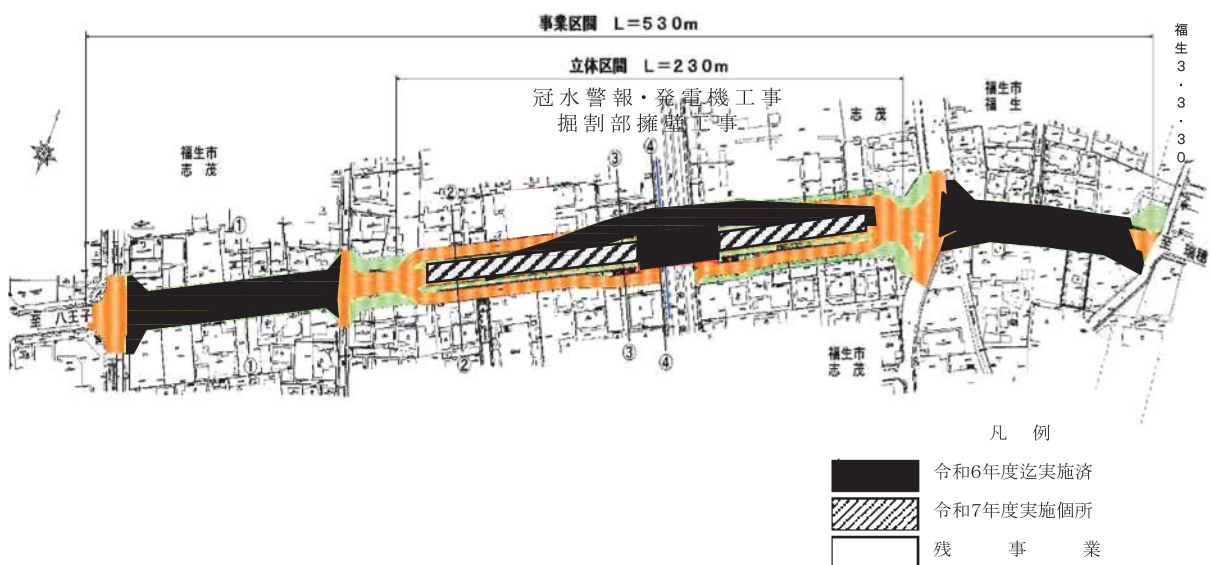 事業区間 L=530m
福生3・3・30
立体区間 L=230m
冠水警報・発電機工事
掘割部擁壁工事
福生市
福生
志茂
福生市
志茂
①
②
③
④
至 八王子
至 瑞穂
①
②
③
④
福生市
志茂
凡 例
令和6年度迄実施済
令和7年度実施個所
残 事 業